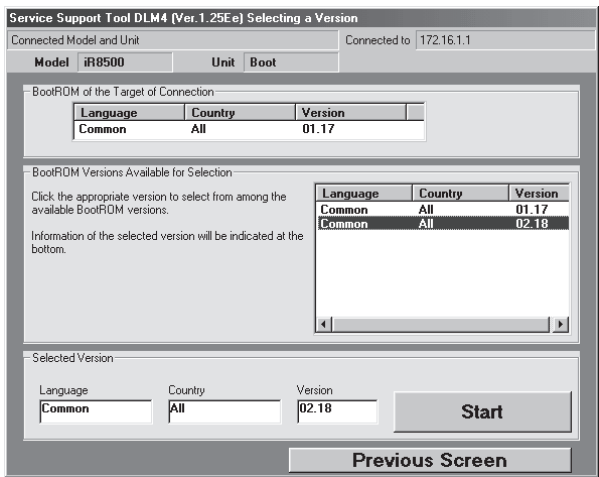 Service Support Tool DLM4 (Ver.1.25Ee) Selecting a Version
Connected Model and Unit Connected to 172.16.1.1
Model iR8500 Unit Boot
BootROM of the Target of Connection
Language Country Version
Common All 01.17
BootROM Versions Available for Selection
Click the appropriate version to select from among the
available BootROM versions.
Information of the selected version will be indicated at the
bottom.
Language Country Version
Common All 01.17
Common All 02.18
Selected Version
Language Country Version
Common All 02.18
Start
Previous Screen